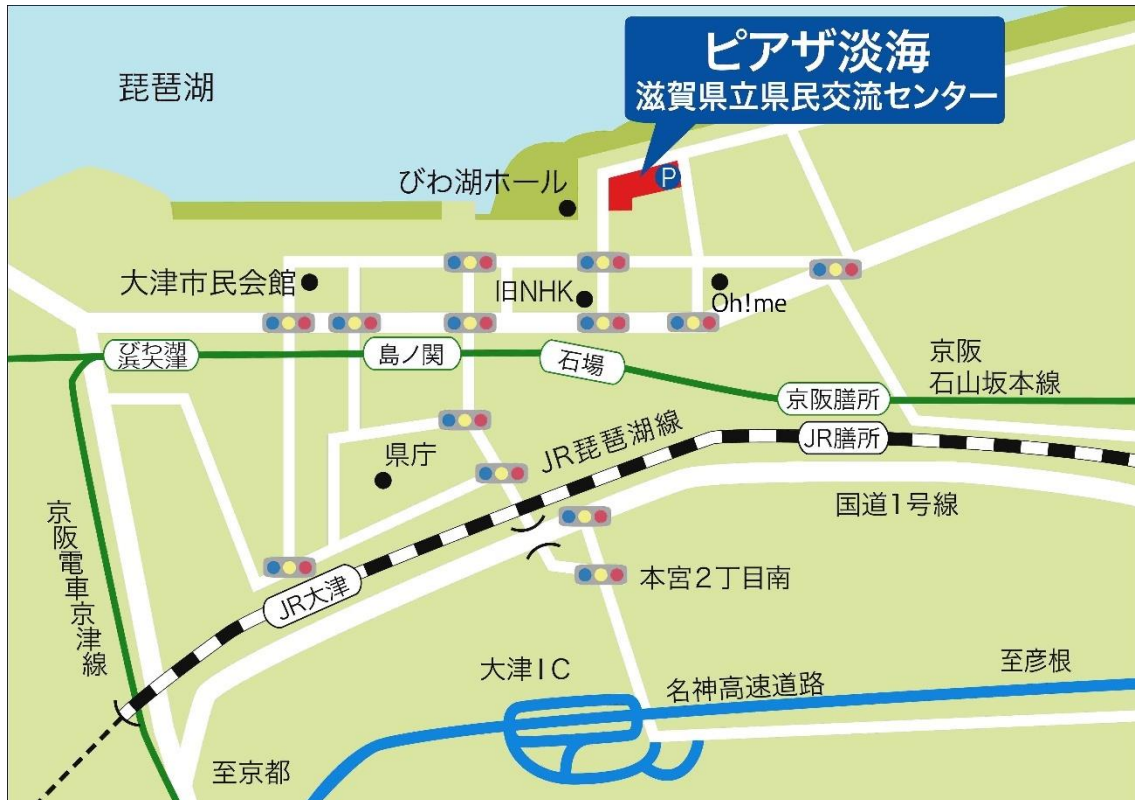 ピアザ淡海
滋賀県立県民交流センター
琵琶湖
P
びわ湖ホール
大津市民会館
旧NHK
Oh!me
びわ湖
浜大津
島ノ関
石場
京阪膳所
京阪
石山坂本線
JR膳所
JR琵琶湖線
県庁
国道1号線
京阪電車京津線
JR大津
本宮2丁目南
大津IC
名神高速道路
至彦根
至京都